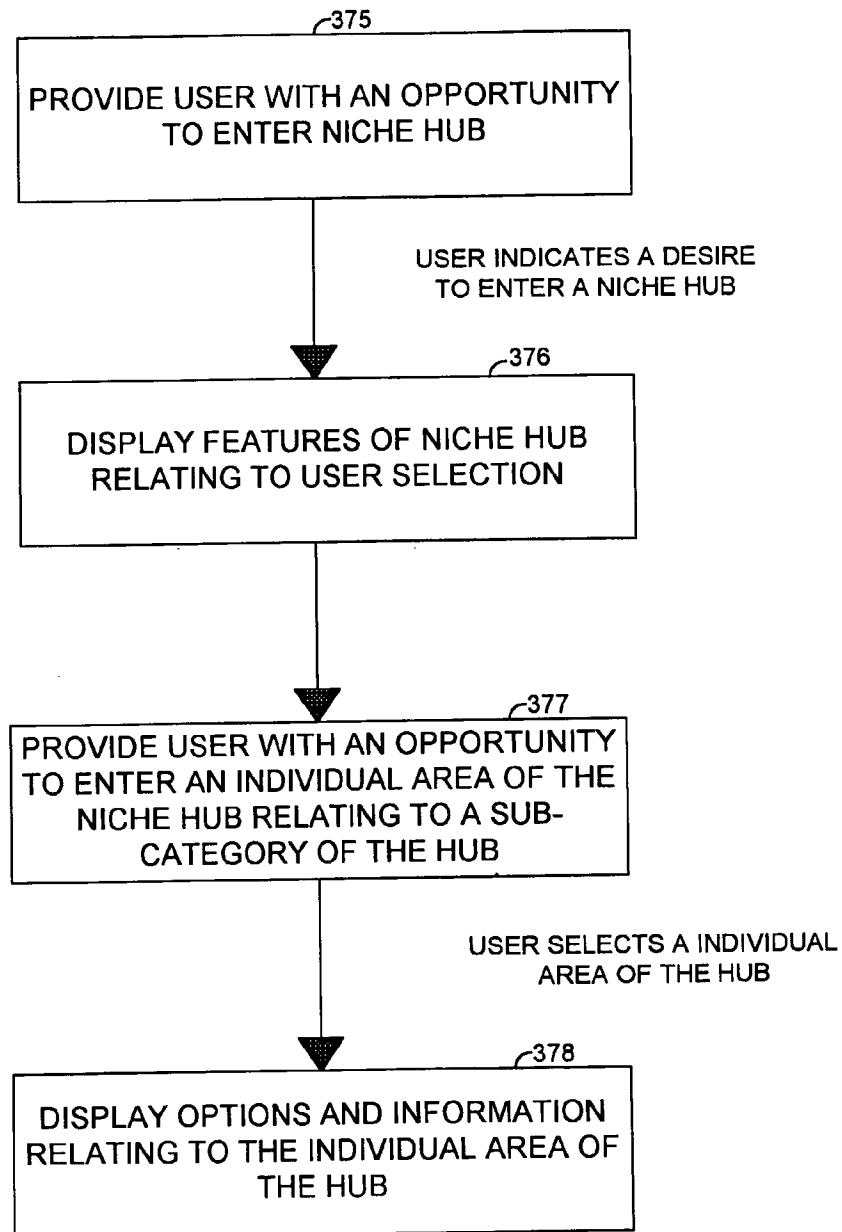 375
PROVIDE USER WITH AN OPPORTUNITY
TO ENTER NICHE HUB
USER INDICATES A DESIRE
TO ENTER A NICHE HUB
376
DISPLAY FEATURES OF NICHE HUB
RELATING TO USER SELECTION
377
PROVIDE USER WITH AN OPPORTUNITY
TO ENTER AN INDIVIDUAL AREA OF THE
NICHE HUB RELATING TO A SUB-
CATEGORY OF THE HUB
USER SELECTS A INDIVIDUAL
AREA OF THE HUB
378
DISPLAY OPTIONS AND INFORMATION
RELATING TO THE INDIVIDUAL AREA OF
THE HUB